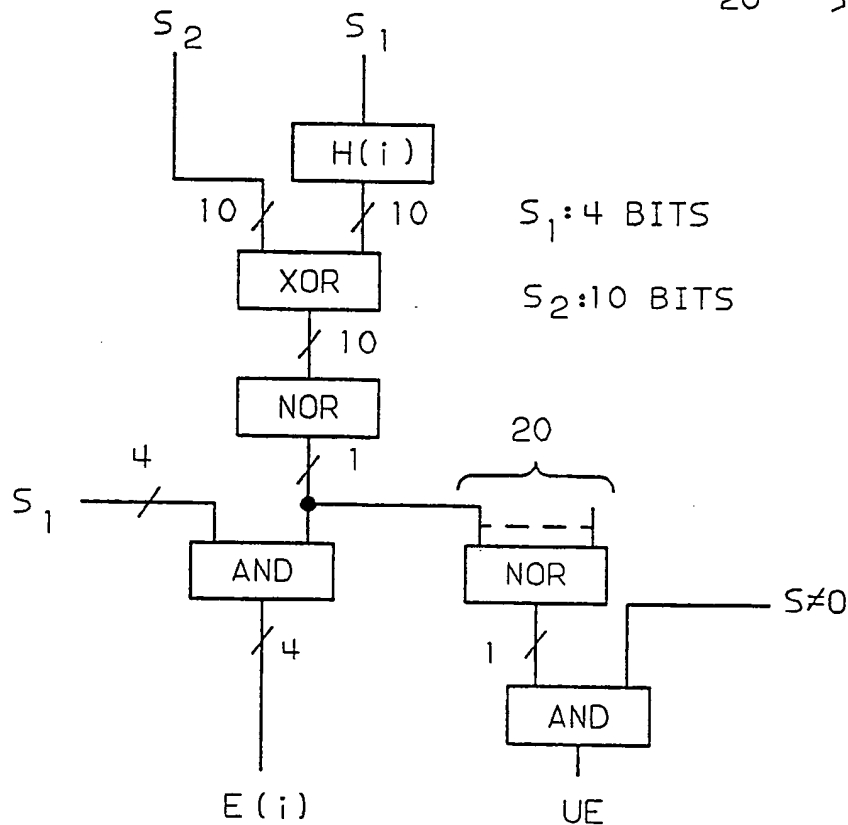 20
S2 S1
H(i)
10 10
S1:4 BITS
XOR
S2:10 BITS
10
NOR
20
4 1
S1
AND NOR
S≠0
4 1
AND
E(i) UE